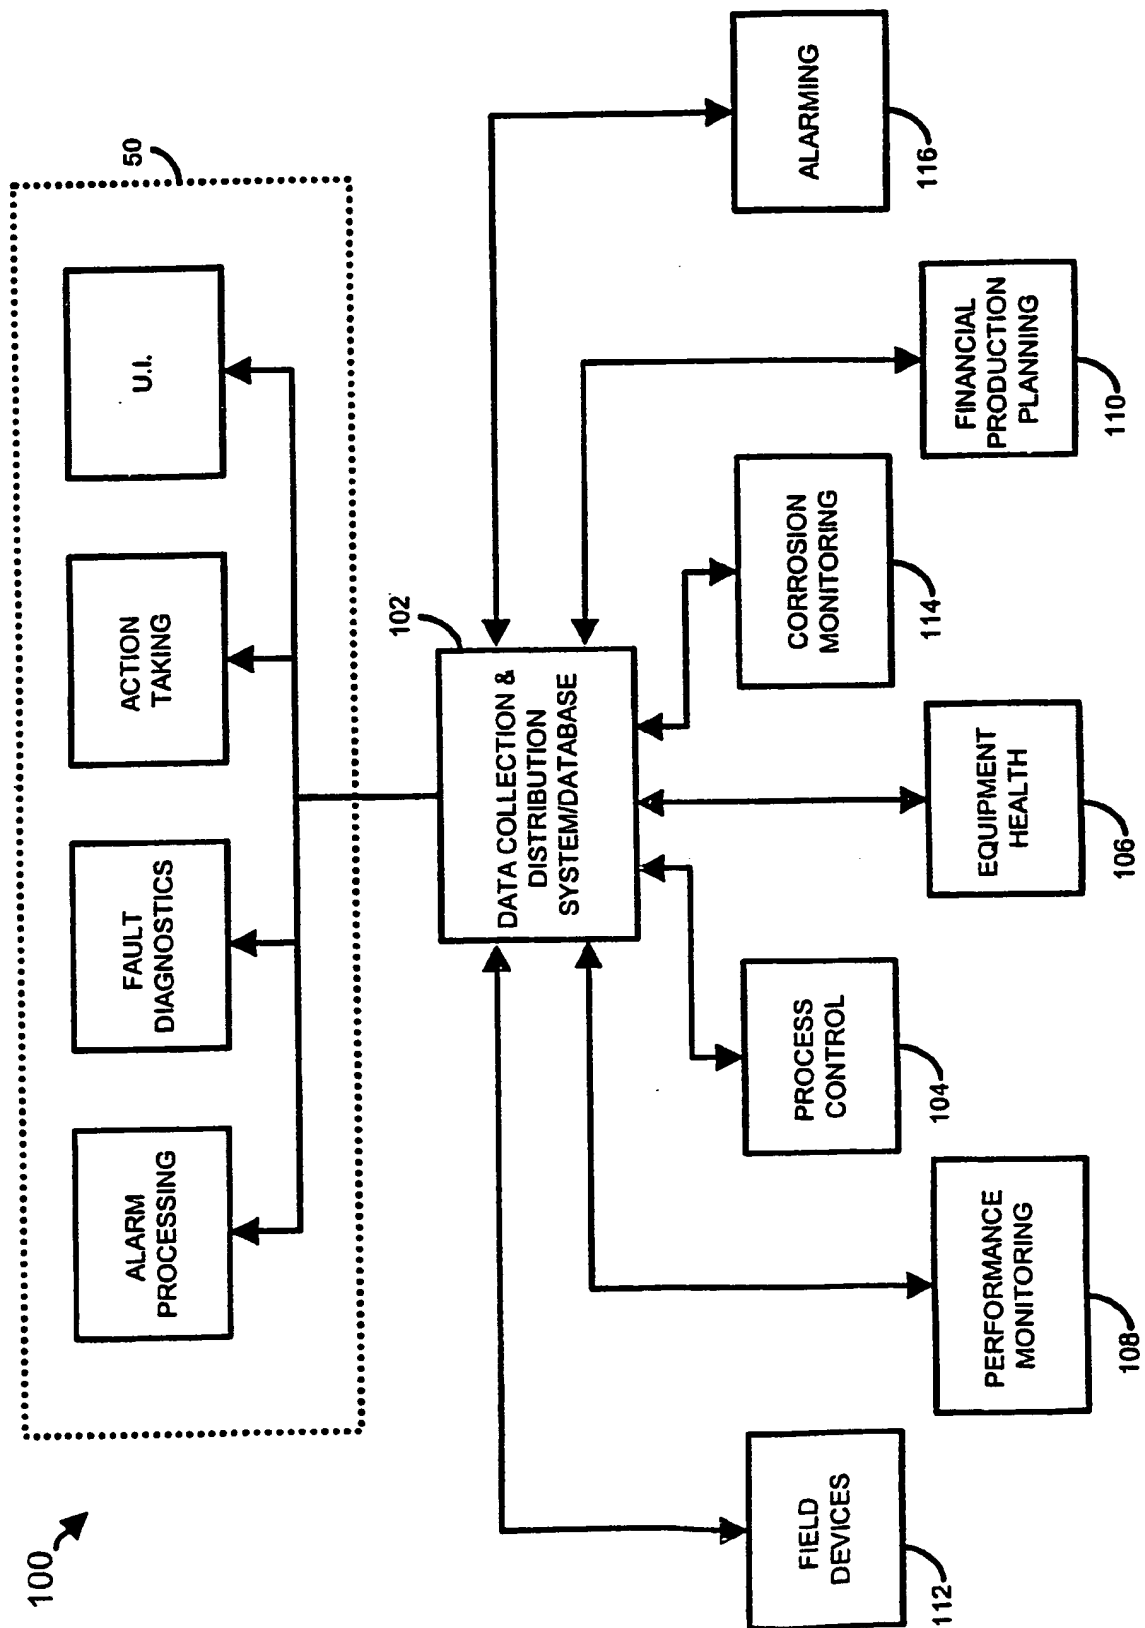 100
50
ALARM
PROCESSING
FAULT
DIAGNOSTICS
ACTION
TAKING
U.I.
102
DATA COLLECTION &
DISTRIBUTION
SYSTEM/DATABASE
FIELD
DEVICES
112
PERFORMANCE
MONITORING
108
PROCESS
CONTROL
104
EQUIPMENT
HEALTH
106
CORROSION
MONITORING
114
FINANCIAL
PRODUCTION
PLANNING
110
ALARMING
116